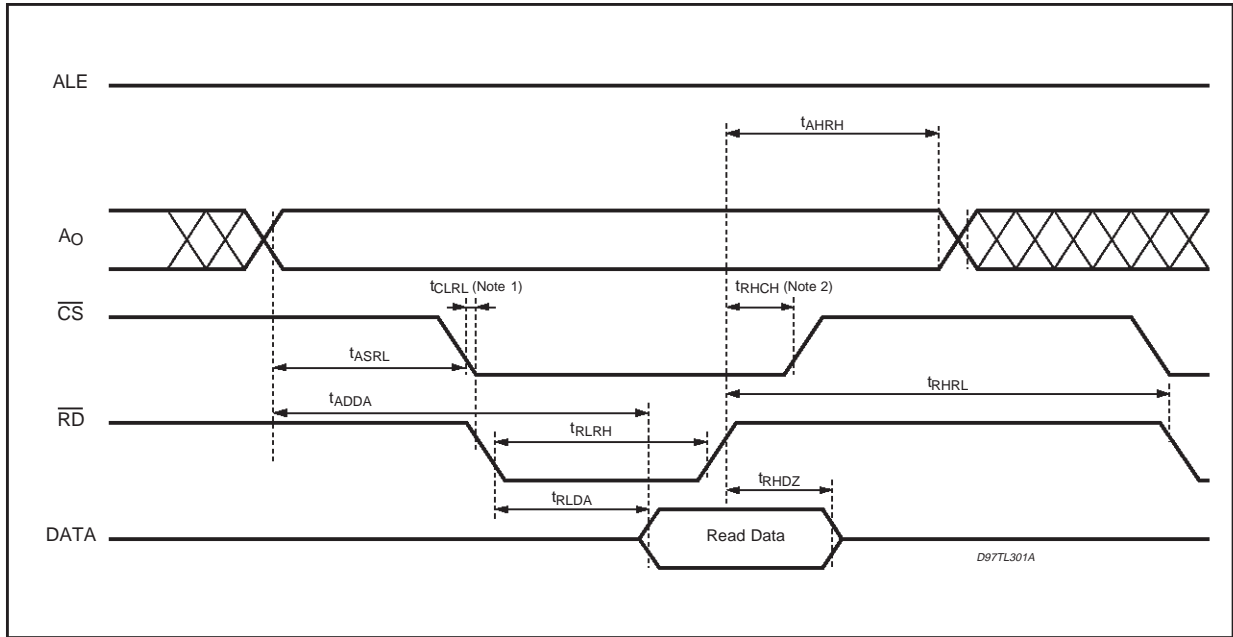 ALE
tAHRH
AO
tCLRL (Note 1)
tRHCH (Note 2)
CS
tASRL
tRHRL
tADDA
RD
tRLRH
tRHDZ
tRLDA
DATA
Read Data
D97TL301A